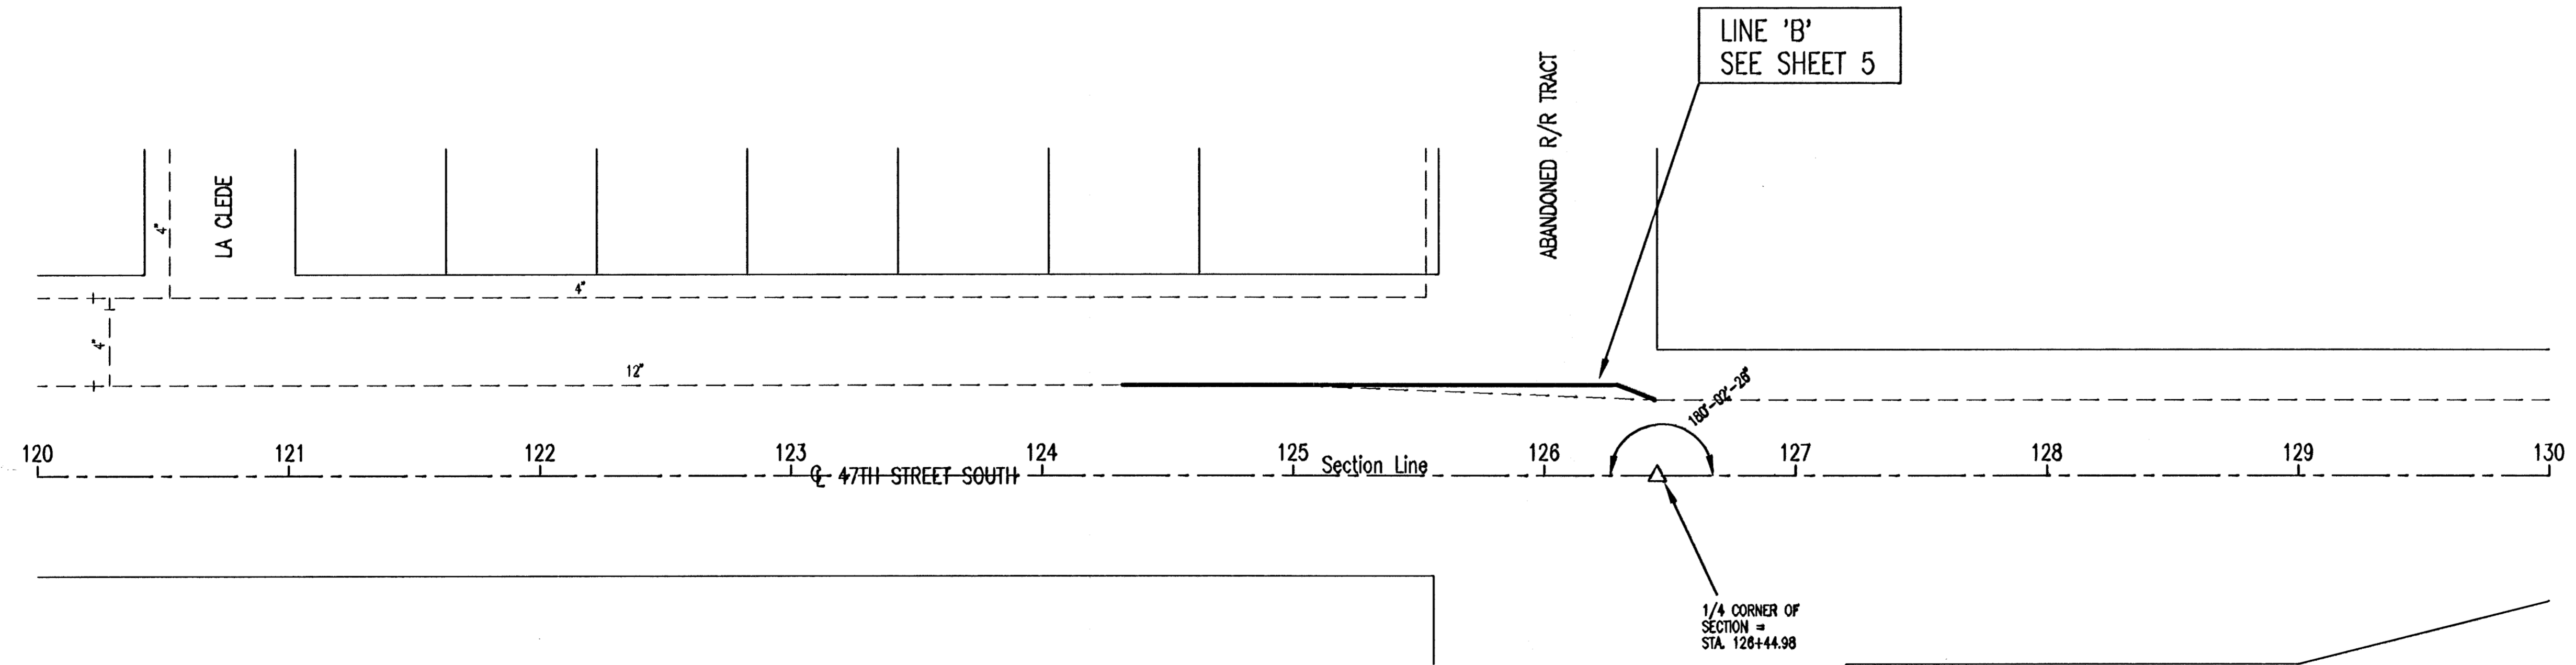 LINE 'B'
SEE SHEET 5
ABANDONED R/R TRACT
LA CLEDE
4"
4"
4"
12"
180°-02'-26"
120 121 122 123 124 125 126 127 128 129 130
Section Line
℄ 47TH STREET SOUTH
1/4 CORNER OF
SECTION =
STA. 126+44.98